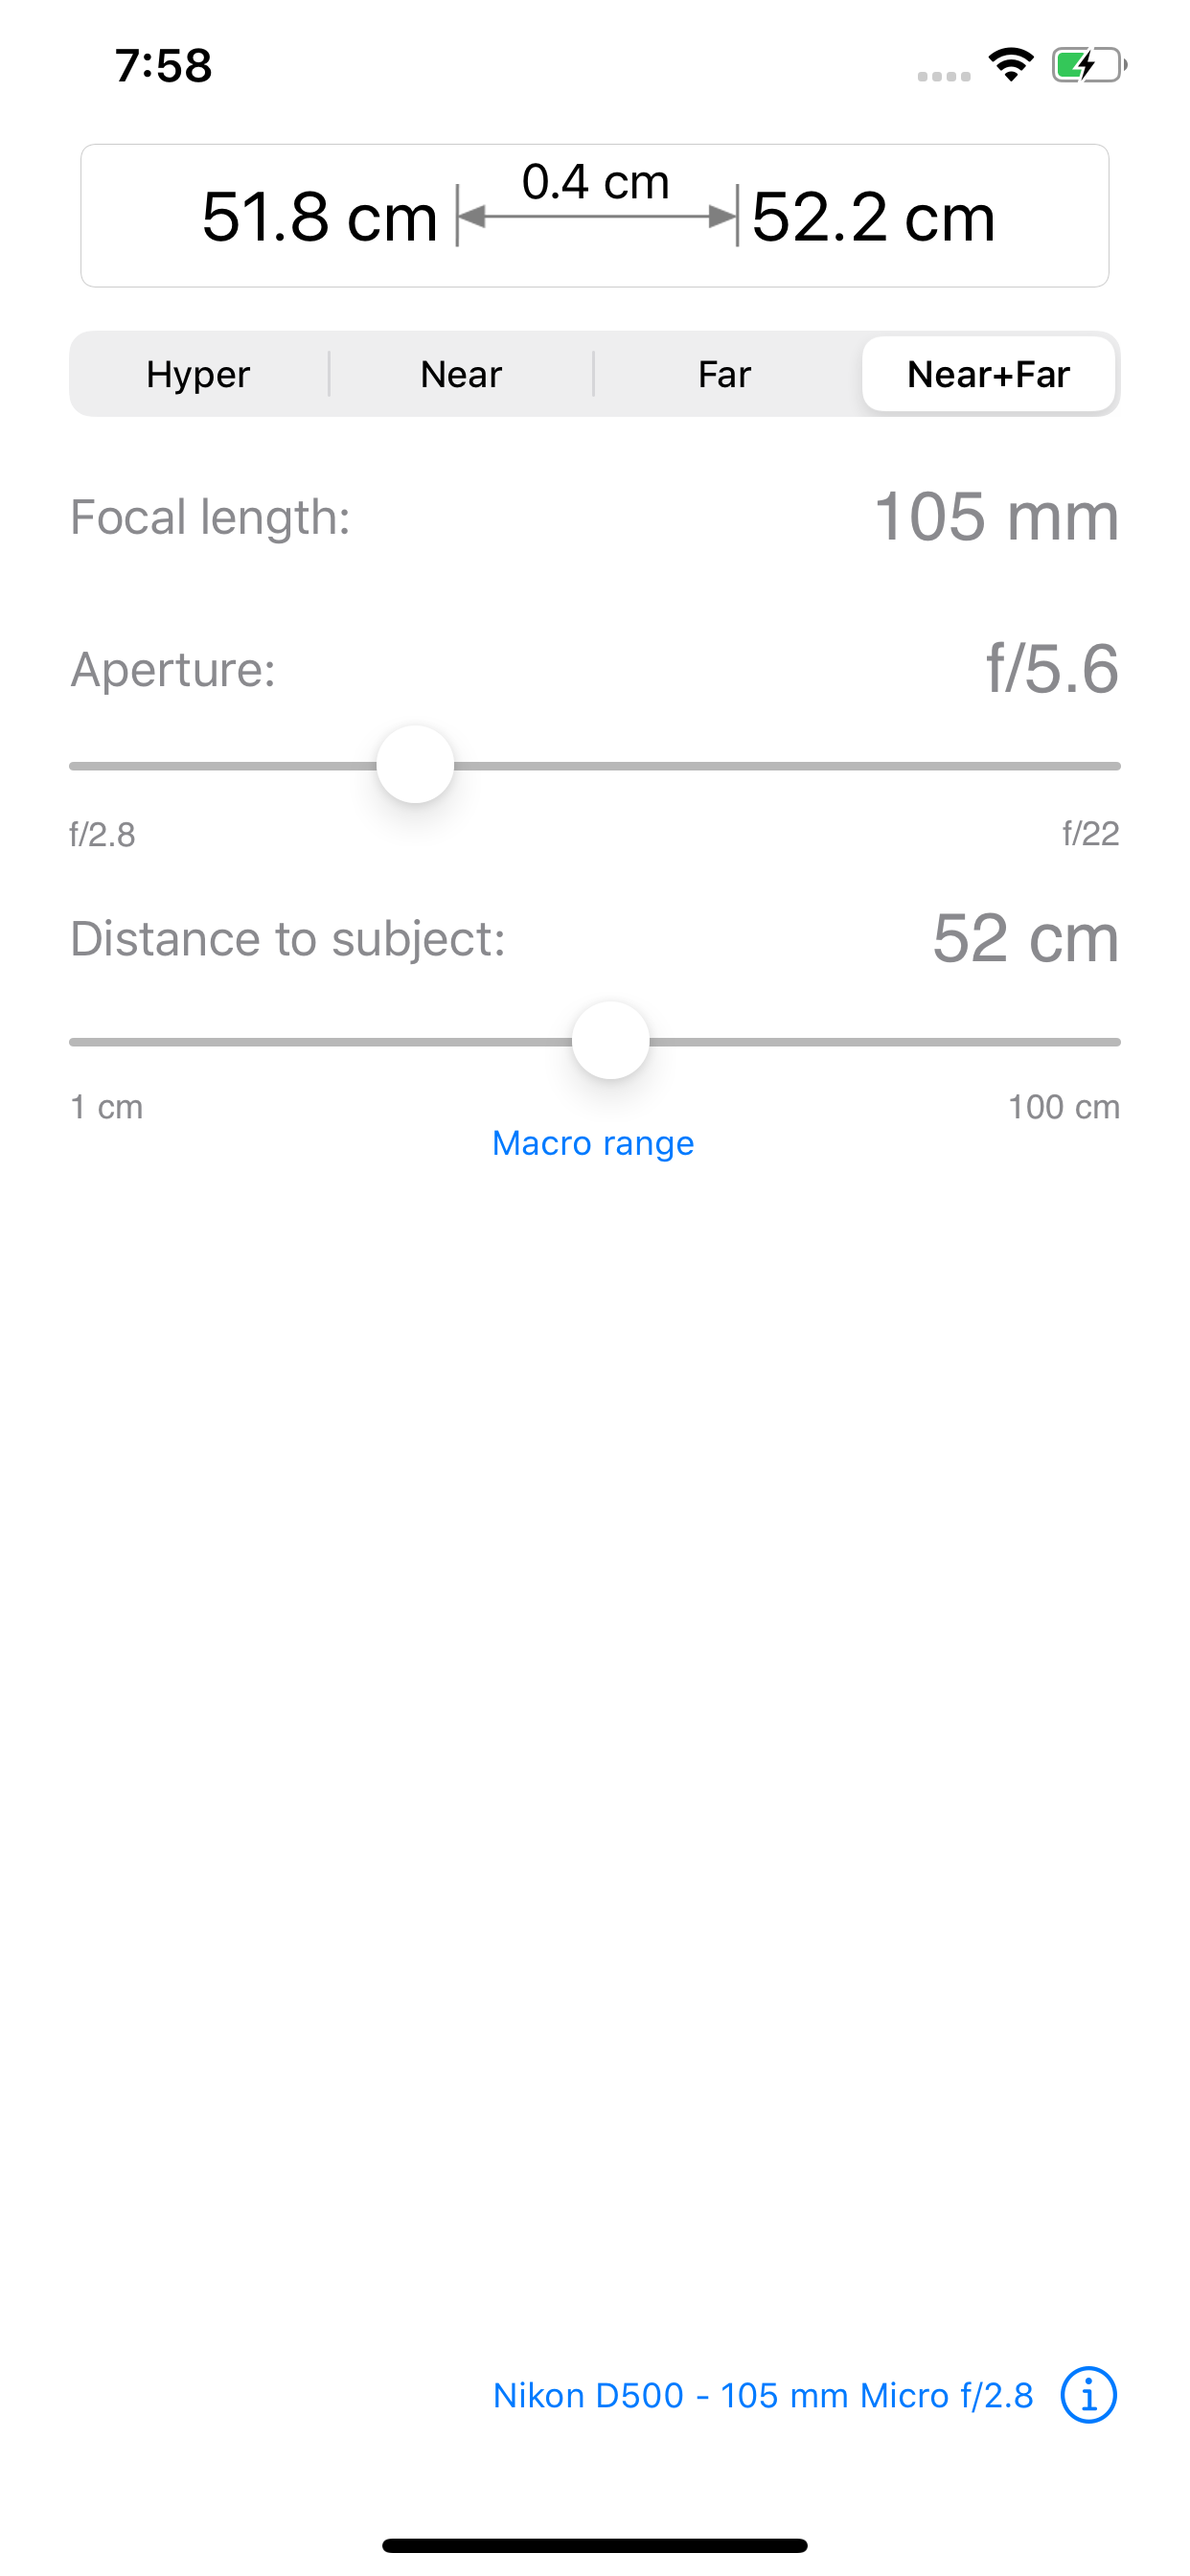 7:58
51.8 cm 0.4 cm 52.2 cm
Hyper Near Far Near+Far
Focal length: 105 mm
Aperture: f/5.6
f/2.8 f/22
Distance to subject: 52 cm
1 cm 100 cm
Macro range
Nikon D500 - 105 mm Micro f/2.8